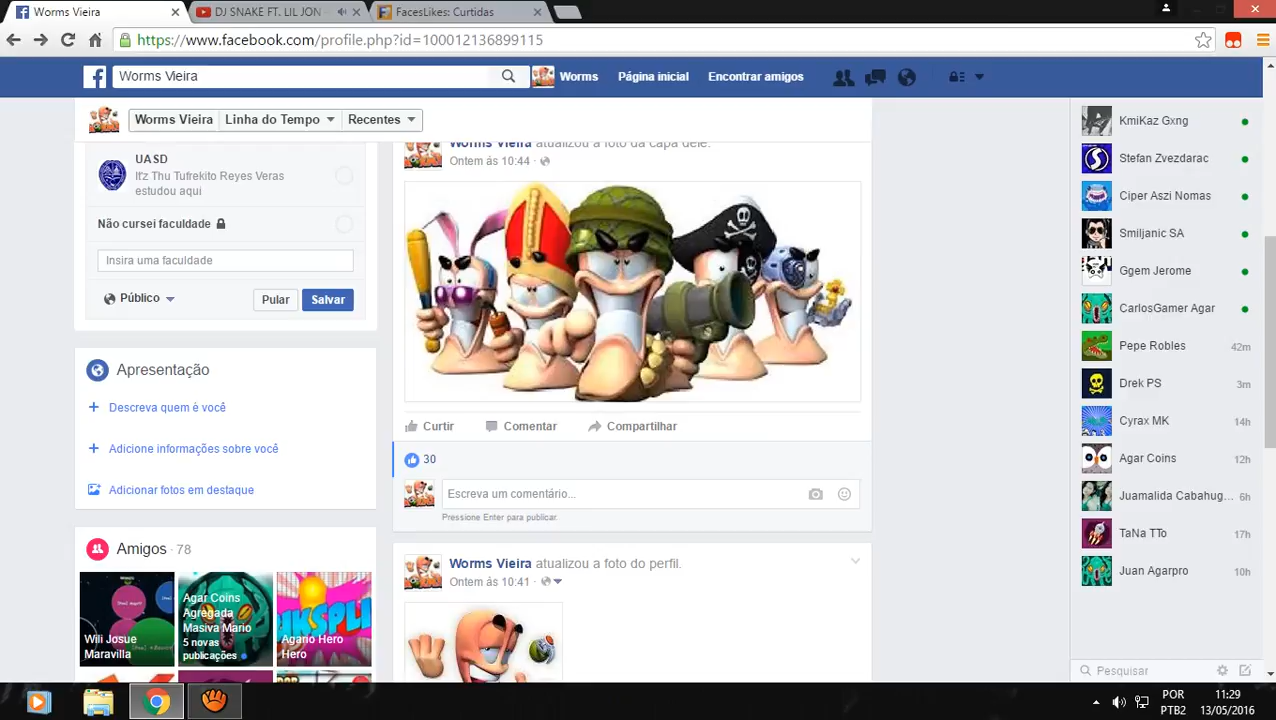 Worms Vieira
DJ SNAKE FT. LIL JON
FacesLikes: Curtidas
https://www.facebook.com/profile.php?id=100012136899115
Worms Vieira
Worms
Página inicial
Encontrar amigos
Worms Vieira
Linha do Tempo
Recentes
UASD
It'z Thu Tufrekito Reyes Veras
estudou aqui
Não cursei faculdade
Insira uma faculdade
Público
Pular
Salvar
Apresentação
Descreva quem é você
Adicione informações sobre você
Adicionar fotos em destaque
Amigos · 78
Wili Josue
Maravilla
Agar Coins
Agregada
Masiva Mario
5 novas
publicações
Agario Hero
Hero
Worms Vieira atualizou a foto da capa dele.
Ontem ás 10:44 ·
Curtir
Comentar
Compartilhar
30
Escreva um comentário...
Pressione Enter para publicar.
Worms Vieira atualizou a foto do perfil.
Ontem ás 10:41 ·
KmiKaz Gxng
Stefan Zvezdarac
Ciper Aszi Nomas
Smiljanic SA
Ggem Jerome
CarlosGamer Agar
Pepe Robles 42m
Drek PS 3m
Cyrax MK 14h
Agar Coins 12h
Juamalida Cabahug... 6h
TaNa TTo 17h
Juan Agarpro 10h
Pesquisar
POR
PTB2
11:29
13/05/2016